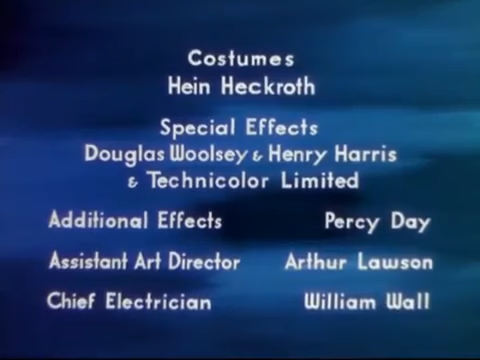 Costumes
Hein Heckroth
Special Effects
Douglas Woolsey & Henry Harris
& Technicolor Limited
Additional Effects Percy Day
Assistant Art Director Arthur Lawson
Chief Electrician William Wall